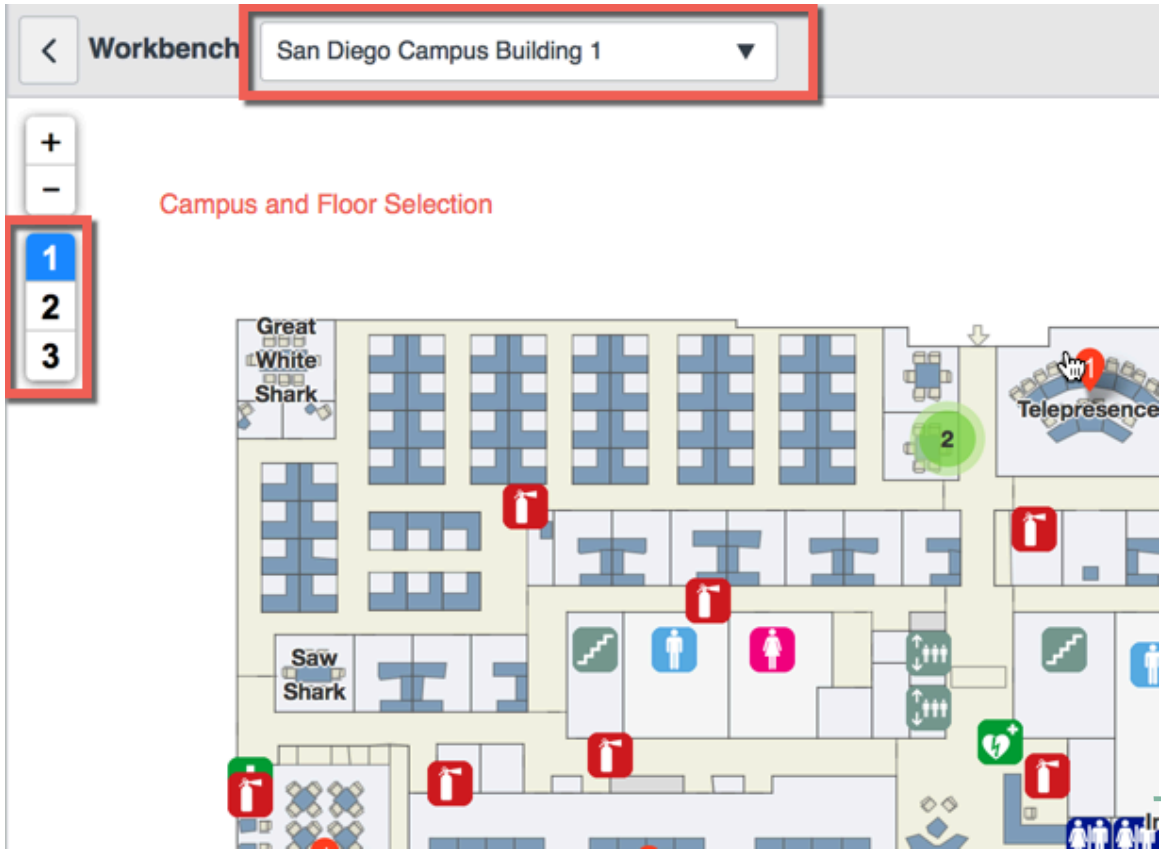 Workbench
San Diego Campus Building 1
+
−
Campus and Floor Selection
1
2
3
Great
White
Shark
1
Telepresence
2
Saw
Shark